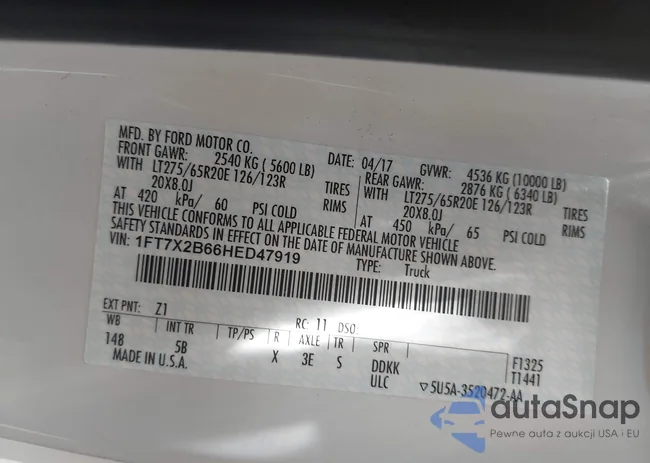 MFD. BY FORD MOTOR CO.
DATE: 04/17 GVWR: 4536 KG (10000 LB)
FRONT GAWR: 2540 KG ( 5600 LB) REAR GAWR: 2876 KG ( 6340 LB)
WITH LT275/65R20E 126/123R TIRES WITH LT275/65R20E 126/123R TIRES
20X8.0J RIMS 20X8.0J RIMS
AT 420 kPa/ 60 PSI COLD AT 450 kPa/ 65 PSI COLD
THIS VEHICLE CONFORMS TO ALL APPLICABLE FEDERAL MOTOR VEHICLE
SAFETY STANDARDS IN EFFECT ON THE DATE OF MANUFACTURE SHOWN ABOVE.
VIN: 1FT7X2B66HED47919
TYPE: Truck
EXT PNT: Z1 RC: 11 DSO:
WB INT TR TP/PS R AXLE TR SPR
148 5B X 3E S DDKK F1325
ULC T1441
MADE IN U.S.A. ▽5U5A-3520472-AA
autoSnap
Pewne auta z aukcji USA i EU